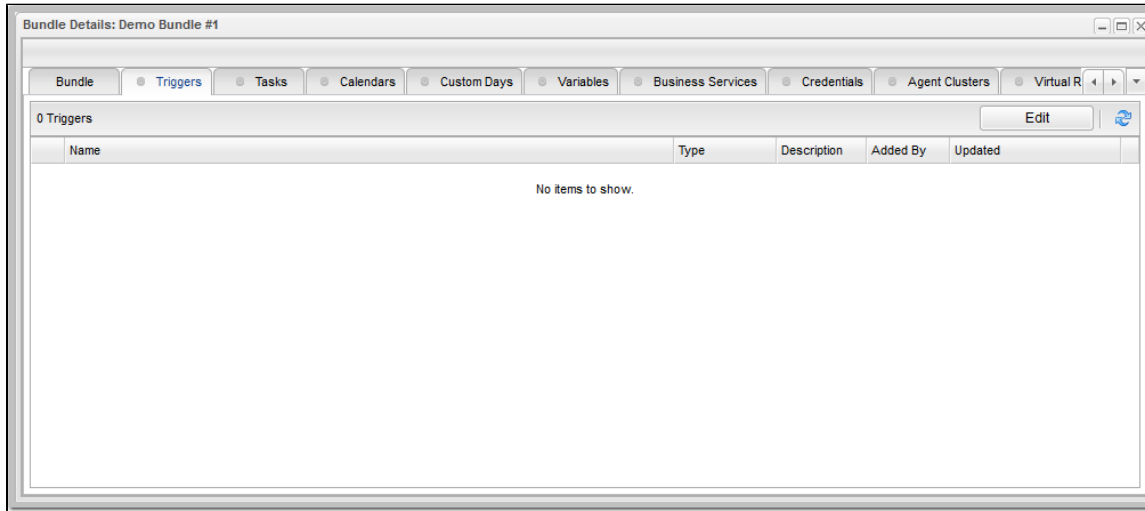 Bundle Details: Demo Bundle #1
Bundle Triggers Tasks Calendars Custom Days Variables Business Services Credentials Agent Clusters Virtual R
0 Triggers Edit
Name Type Description Added By Updated
No items to show.